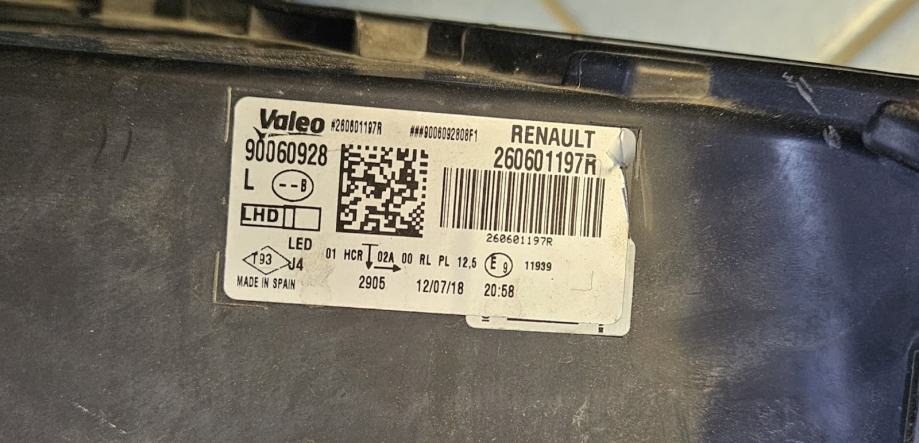 Valeo #260601197R ###9006092808F1 RENAULT
90060928 260601197R
L --B
LHD
260601197R
LED 01 HCR 02A 00 RL PL 12,5 E9 11939
J4
MADE IN SPAIN 2905 12/07/18 20:58